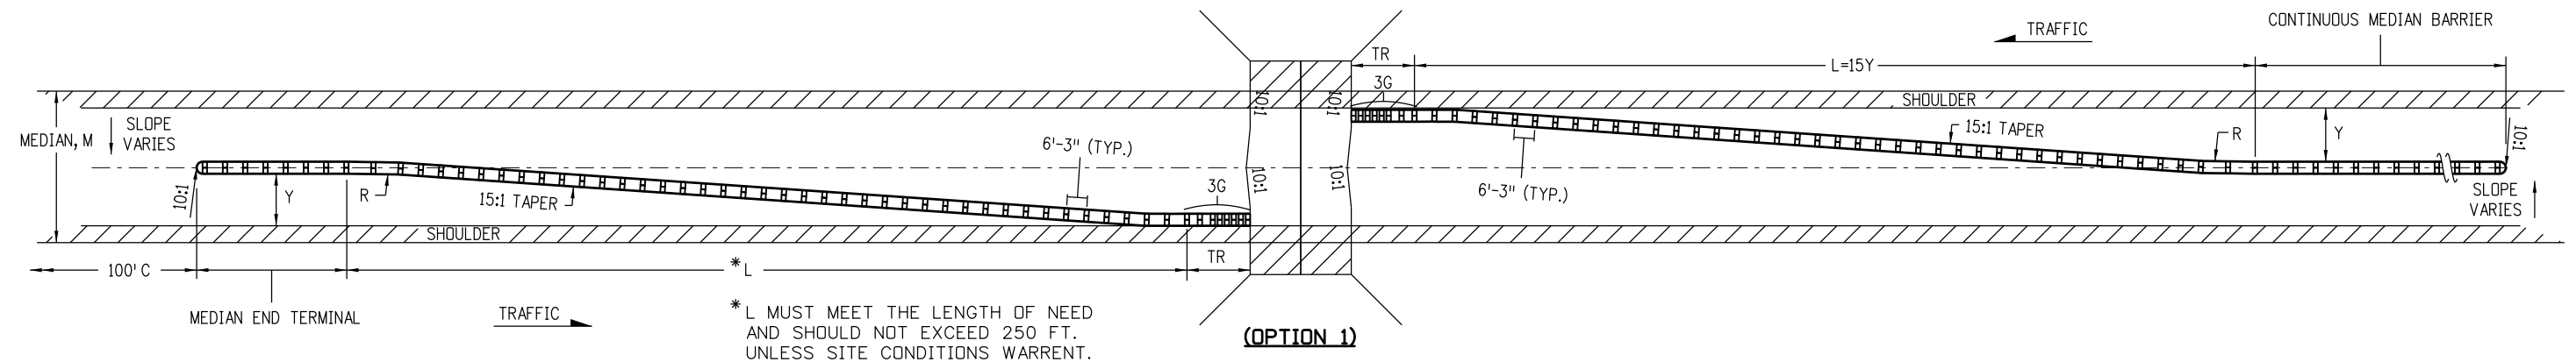 CONTINUOUS MEDIAN BARRIER
TRAFFIC
TR
L=15Y
3G
10:1
10:1
SHOULDER
MEDIAN, M
SLOPE
VARIES
6'-3" (TYP.)
15:1 TAPER
R
Y
10:1
10:1
Y
R
15:1 TAPER
3G
10:1
10:1
6'-3" (TYP.)
SLOPE
VARIES
SHOULDER
100' C
* L
TR
MEDIAN END TERMINAL
TRAFFIC
* L MUST MEET THE LENGTH OF NEED
AND SHOULD NOT EXCEED 250 FT.
UNLESS SITE CONDITIONS WARRENT.
(OPTION 1)